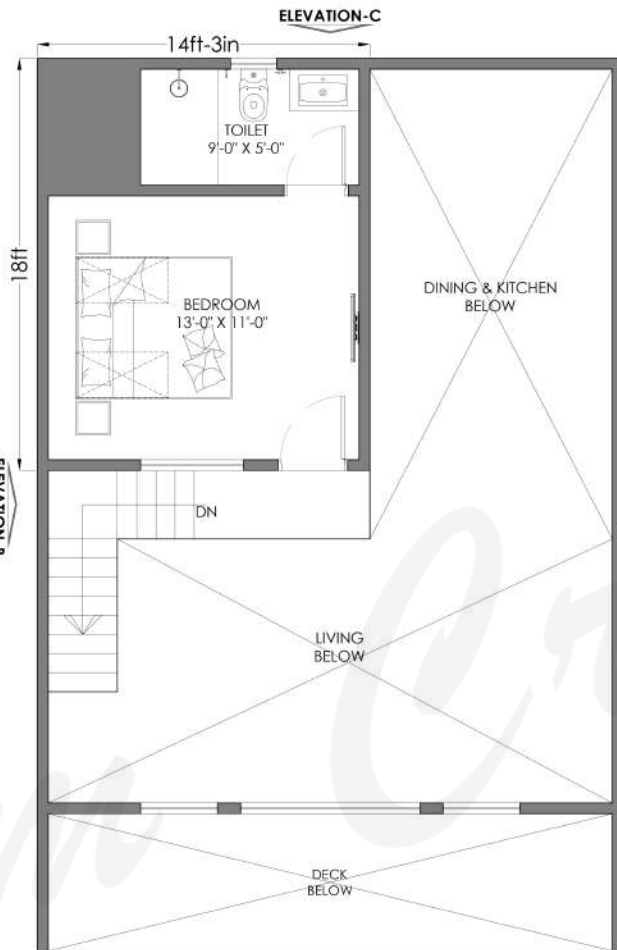 ELEVATION-C
14ft-3in
TOILET
9'-0" X 5'-0"
18ft
DINING & KITCHEN
BELOW
BEDROOM
13'-0" X 11'-0"
DN
LIVING
BELOW
DECK
BELOW